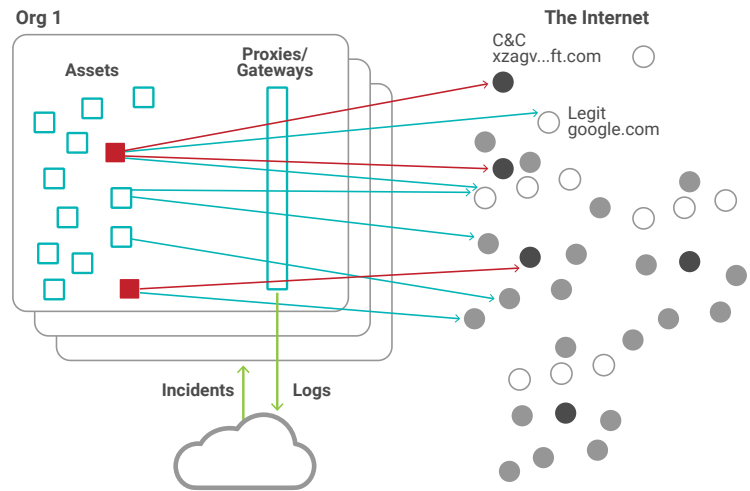 Org 1
The Internet
Assets
Proxies/
Gateways
C&C
xzagv...ft.com
Legit
google.com
Incidents
Logs